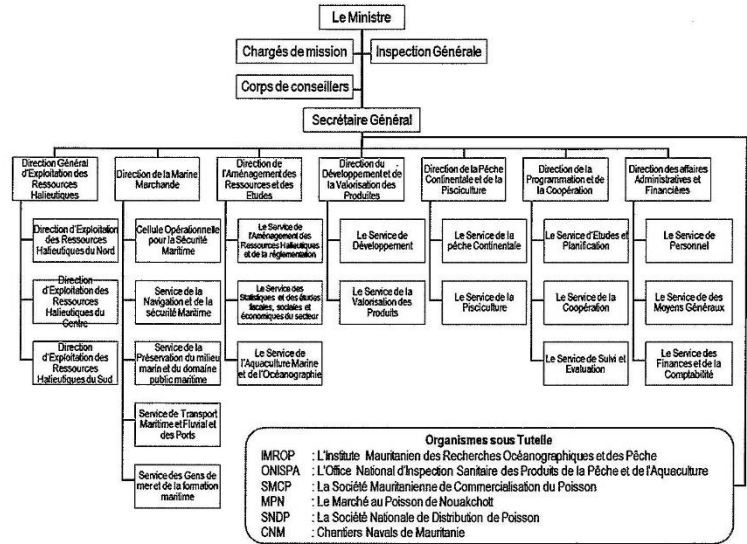 Le Ministre
Chargés de mission
Inspection Générale
Corps de conseillers
Secrétaire Général
Direction Général
d'Exploitation des
Ressources
Halieutiques
Direction d'Exploitation
des Ressources
Halieutiques du Nord
Direction
d'Exploitation des
Ressources
Halieutiques du Centre
Direction
d'Exploitation des
Ressources
Halieutiques du Sud
Direction de la Marine
Marchande
Cellule Opérationnelle
pour la Sécurité
Maritime
Service de la
Navigation et de la
sécurité Maritime
Service de la
Préservation du milieu
marin et du domaine
public maritime
Service de Transport
Maritime et Fluvial et
des Ports
Service des Gens de
mer et de la formation
maritime
Direction de
l'Aménagement des
Ressources et des Etudes
Le Service de
l'Aménagement des
Ressources Halieutiques
et de la réglementation
Le Service des
Statistiques et des études
fiscales, sociales et
économiques du secteur
Le Service de
l'Aquaculture Marine
et de l'Océanographie
Direction du
Développement et de la
Valorisation des
Produites
Le Service de
Développement
Le Service de la
Valorisation des
Produits
Direction de la Pêche
Continentale et de la
Pisciculture
Le Service de la
pêche Continentale
Le Service de la
Pisciculture
Direction de la
Programmation et de
la Coopération
Le Service d'Etudes et
Planification
Le Service de la
Coopération
Le Service de Suivi et
Evaluation
Direction des affaires
Administratives et
Financières
Le Service de
Personnel
Le Service de des
Moyens Généraux
Le Service des
Finances et de la
Comptabilité
Organismes sous Tutelle
IMROP : L'Institute Mauritanien des Recherches Océanographiques et des Pêche
ONISPA : L'Office National d'Inspection Sanitaire des Produits de la Pêche et de l'Aquaculture
SMCP : La Société Mauritanienne de Commercialisation du Poisson
MPN : Le Marché au Poisson de Nouakchott
SNDP : La Société Nationale de Distribution de Poisson
CNM : Chantiers Navals de Mauritanie